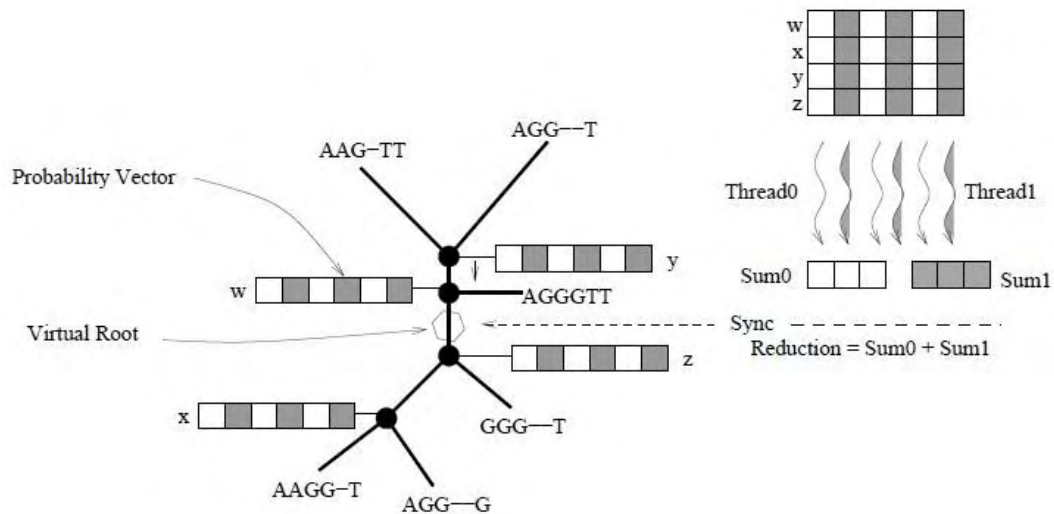 w
x
y
z
AGG−−T
AAG−TT
Probability Vector
Thread0
Thread1
y
w
Sum0
Sum1
AGGGTT
Virtual Root
Sync
Reduction = Sum0 + Sum1
z
x
GGG−−T
AAGG−T
AGG−−G